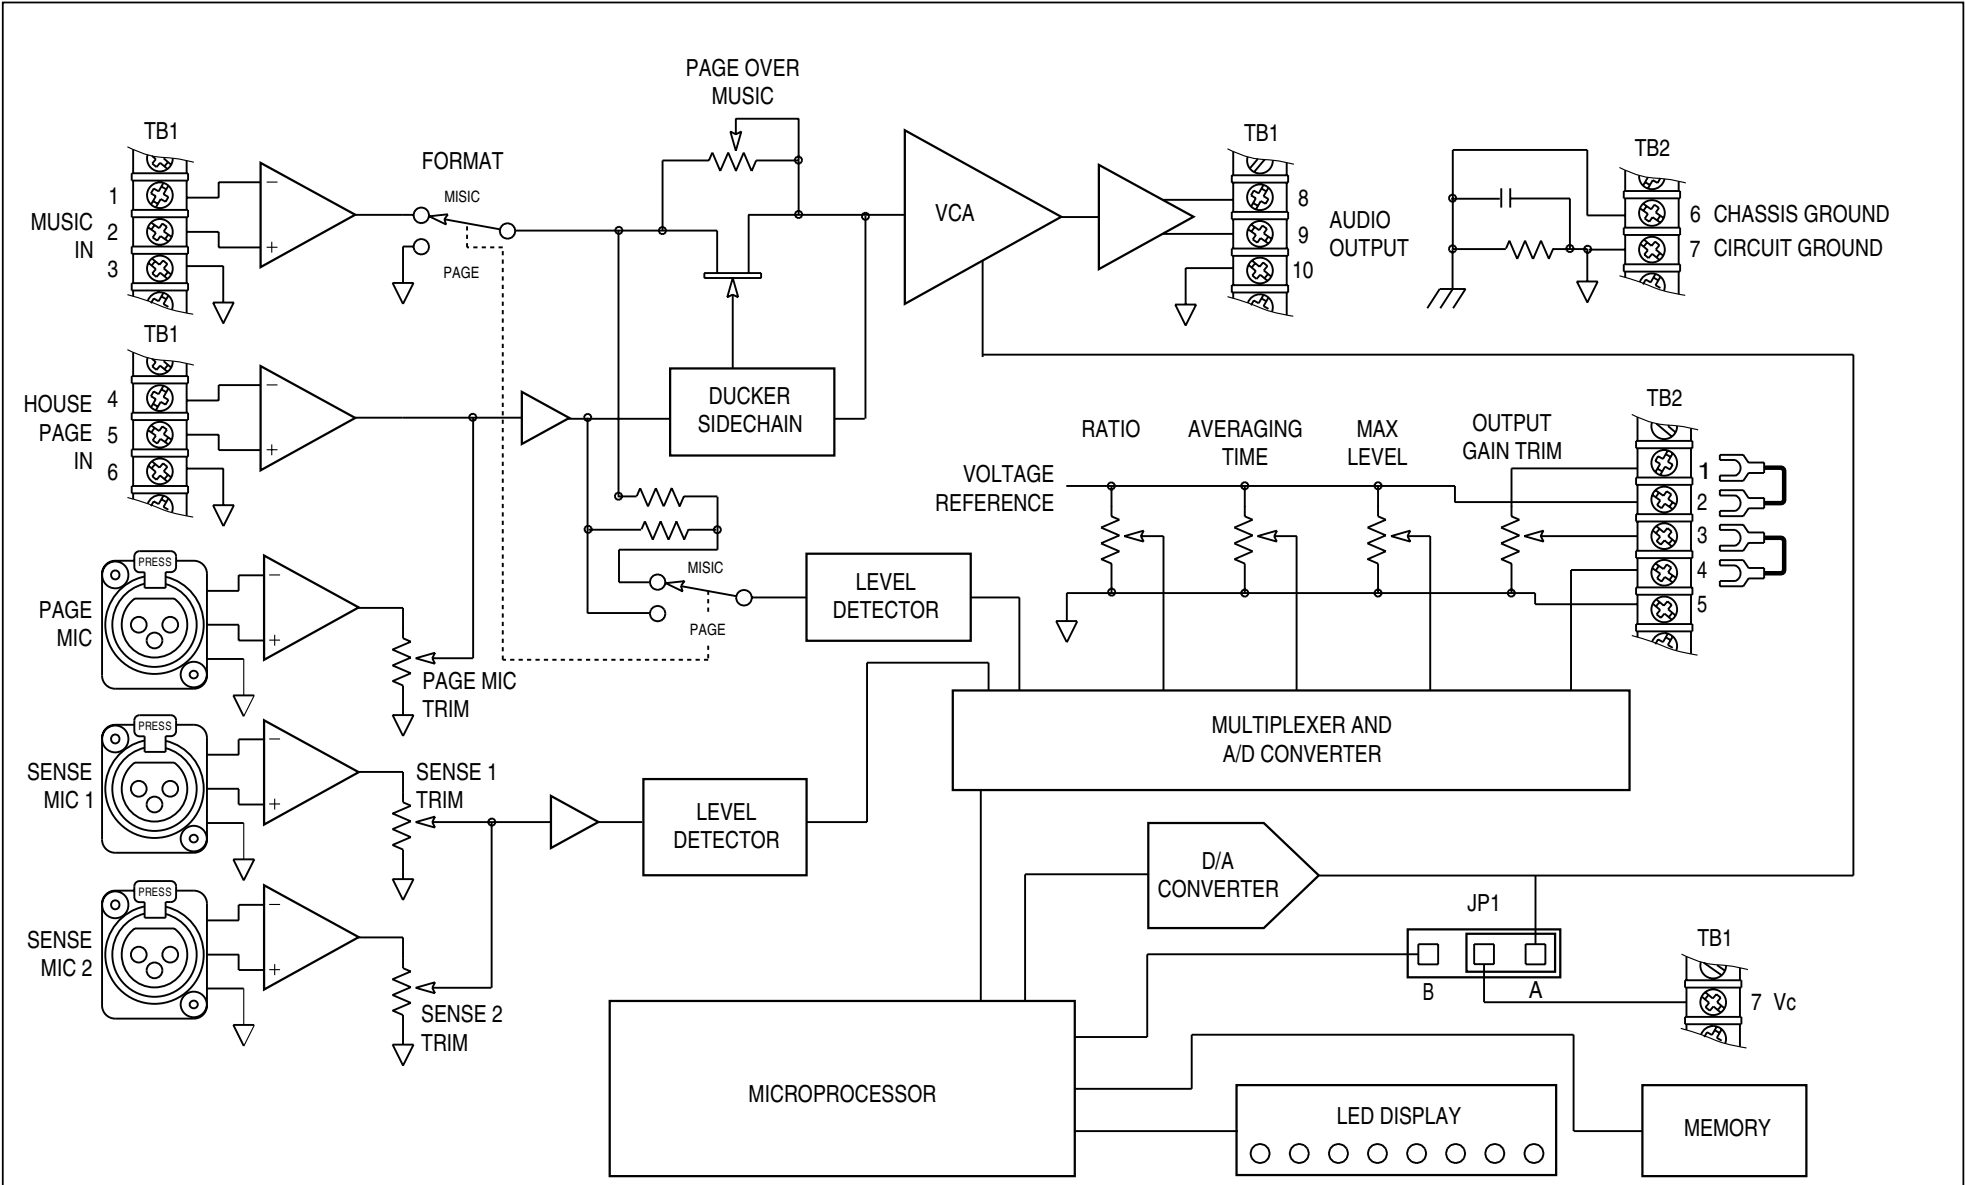 PAGE OVER
MUSIC
TB1
FORMAT
MISIC
PAGE
1
MUSIC
2
IN
3
−
+
VCA
TB1
8
9
10
AUDIO
OUTPUT
TB2
6 CHASSIS GROUND
7 CIRCUIT GROUND
TB1
HOUSE 4
PAGE 5
IN 6
−
+
DUCKER
SIDECHAIN
RATIO
AVERAGING
TIME
MAX
LEVEL
OUTPUT
GAIN TRIM
TB2
VOLTAGE
REFERENCE
1
2
3
4
5
MISIC
PAGE
LEVEL
DETECTOR
PRESS
PAGE
MIC
−
+
PAGE MIC
TRIM
MULTIPLEXER AND
A/D CONVERTER
PRESS
SENSE
MIC 1
−
+
SENSE 1
TRIM
LEVEL
DETECTOR
D/A
CONVERTER
PRESS
SENSE
MIC 2
−
+
SENSE 2
TRIM
JP1
B
A
TB1
7 Vc
MICROPROCESSOR
LED DISPLAY
MEMORY